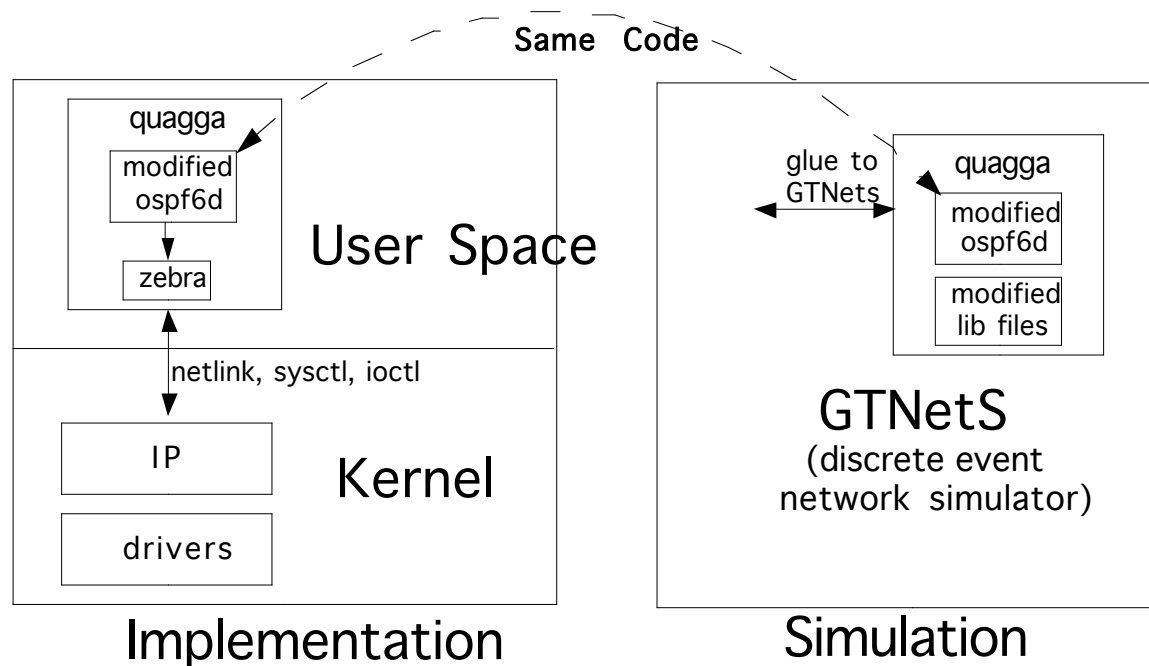 Same Code
quagga
modified
ospf6d
zebra
User Space
netlink, sysctl, ioctl
IP
Kernel
drivers
Implementation
glue to
GTNets
quagga
modified
ospf6d
modified
lib files
GTNetS
(discrete event
network simulator)
Simulation